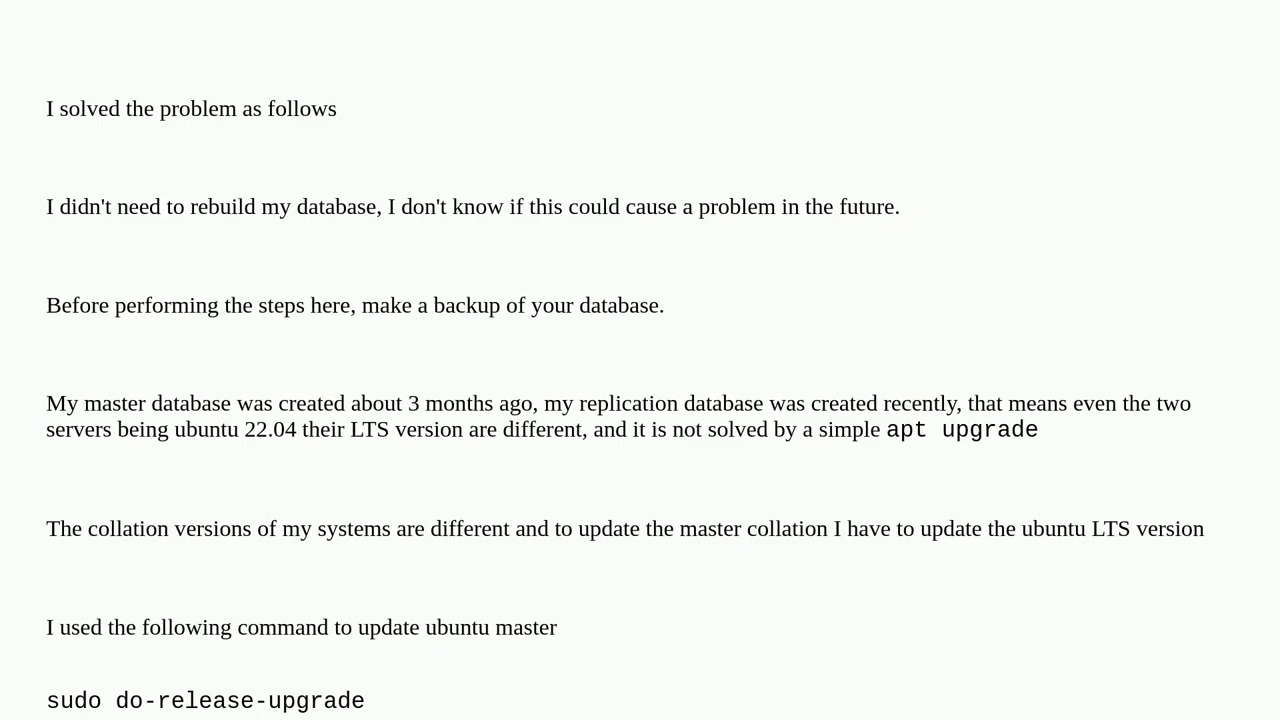 I solved the problem as follows
I didn't need to rebuild my database, I don't know if this could cause a problem in the future.
Before performing the steps here, make a backup of your database.
My master database was created about 3 months ago, my replication database was created recently, that means even the two
servers being ubuntu 22.04 their LTS version are different, and it is not solved by a simple apt upgrade
The collation versions of my systems are different and to update the master collation I have to update the ubuntu LTS version
I used the following command to update ubuntu master
sudo do-release-upgrade